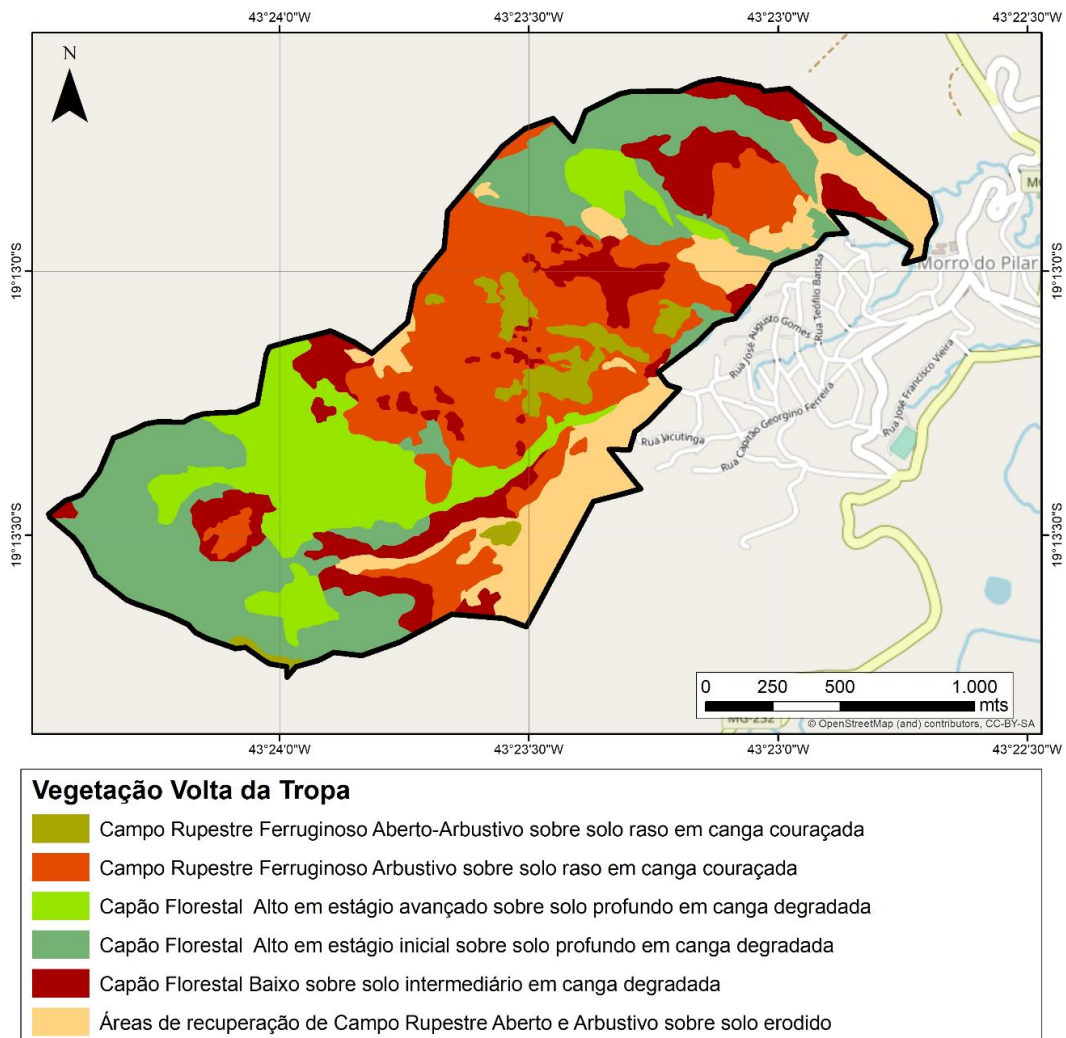 43°24'0"W 43°23'30"W 43°23'0"W 43°22'30"W
N
MG
19°13'0"S 19°13'0"S
Morro do Pilar
Rua Teófilo Batista
Rua José Augusto Gomes
Rua José Francisco Vieira
Rua Capitão Georgino Ferreira
Rua Jacutinga
19°13'30"S 19°13'30"S
0 250 500 1.000
mts
MG-232
© OpenStreetMap (and) contributors, CC-BY-SA
43°24'0"W 43°23'30"W 43°23'0"W 43°22'30"W
Vegetação Volta da Tropa
Campo Rupestre Ferruginoso Aberto-Arbustivo sobre solo raso em canga couraçada
Campo Rupestre Ferruginoso Arbustivo sobre solo raso em canga couraçada
Capão Florestal Alto em estágio avançado sobre solo profundo em canga degradada
Capão Florestal Alto em estágio inicial sobre solo profundo em canga degradada
Capão Florestal Baixo sobre solo intermediário em canga degradada
Áreas de recuperação de Campo Rupestre Aberto e Arbustivo sobre solo erodido